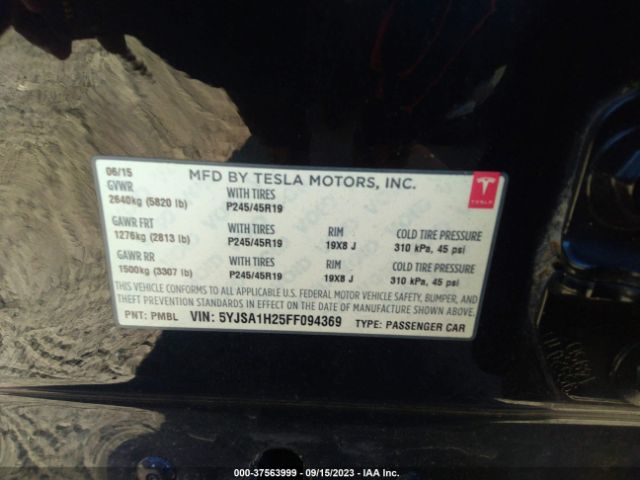 06/15
MFD BY TESLA MOTORS, INC.
TESLA
GVWR
WITH TIRES
2640kg (5820 lb)
P245/45R19
GAWR FRT
WITH TIRES
RIM
COLD TIRE PRESSURE
1276kg (2813 lb)
P245/45R19
19X8 J
310 kPa, 45 psi
GAWR RR
WITH TIRES
RIM
COLD TIRE PRESSURE
1500kg (3307 lb)
P245/45R19
19X8 J
310 kPa, 45 psi
THIS VEHICLE CONFORMS TO ALL APPLICABLE U.S. FEDERAL MOTOR VEHICLE SAFETY, BUMPER, AND
THEFT PREVENTION STANDARDS IN EFFECT ON THE DATE OF MANUFACTURE SHOWN ABOVE.
PNT: PMBL VIN: 5YJSA1H25FF094369 TYPE: PASSENGER CAR
000-37563999 - 09/15/2023 - IAA Inc.